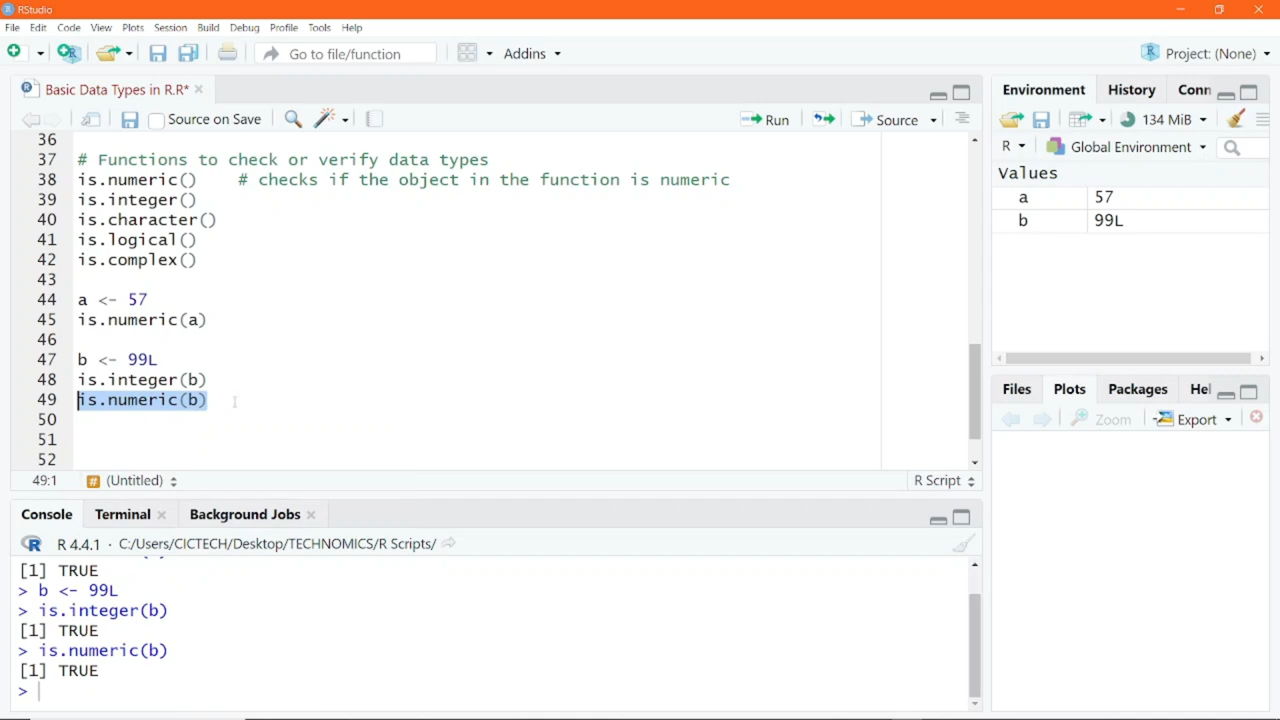 RStudio
File Edit Code View Plots Session Build Debug Profile Tools Help
Go to file/function Addins Project: (None)
Basic Data Types in R.R*
Source on Save Run Source
36
37 # Functions to check or verify data types
38 is.numeric() # checks if the object in the function is numeric
39 is.integer()
40 is.character()
41 is.logical()
42 is.complex()
43
44 a <- 57
45 is.numeric(a)
46
47 b <- 99L
48 is.integer(b)
49 is.numeric(b)
50
51
52
49:1 # (Untitled) R Script
Console Terminal Background Jobs
R 4.4.1 · C:/Users/CICTECH/Desktop/TECHNOMICS/R Scripts/
[1] TRUE
> b <- 99L
> is.integer(b)
[1] TRUE
> is.numeric(b)
[1] TRUE
>
Environment History Conn
134 MiB
R Global Environment
Values
a 57
b 99L
Files Plots Packages Hel
Zoom Export